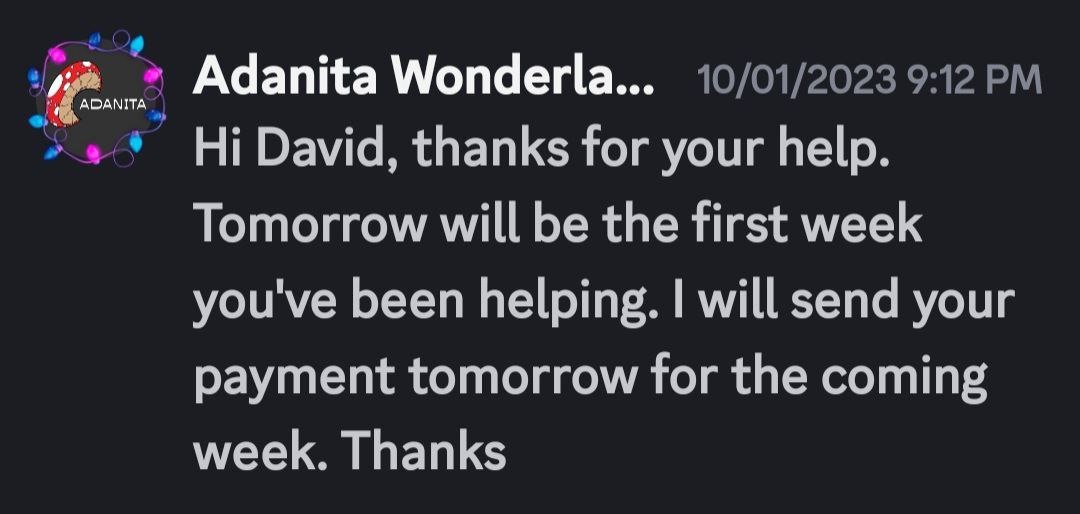 ADANITA
Adanita Wonderla... 10/01/2023 9:12 PM
Hi David, thanks for your help.
Tomorrow will be the first week
you've been helping. I will send your
payment tomorrow for the coming
week. Thanks